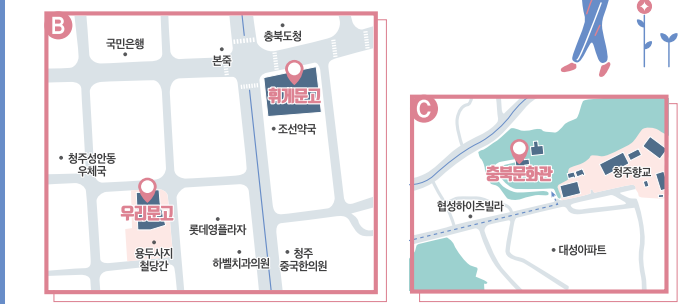 B
국민은행
충북도청
본죽
휘게문고
조선약국
청주성안동
우체국
우리문고
롯데영플라자
용두사지
철당간
하벨치과의원
청주
중국한의원
C
충북문화관
청주향교
협성하이츠빌라
대성아파트